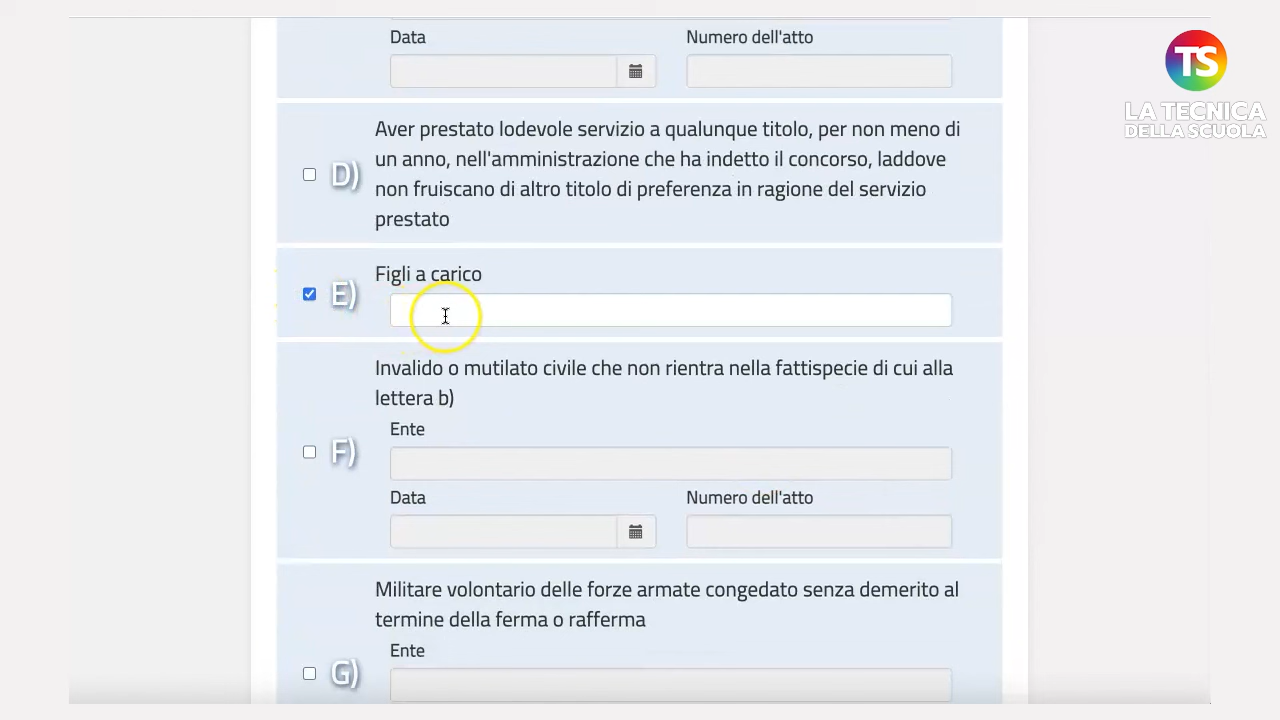 Data
Numero dell'atto
TS
LA TECNICA
DELLA SCUOLA
D)
Aver prestato lodevole servizio a qualunque titolo, per non meno di
un anno, nell'amministrazione che ha indetto il concorso, laddove
non fruiscano di altro titolo di preferenza in ragione del servizio
prestato
E)
Figli a carico
F)
Invalido o mutilato civile che non rientra nella fattispecie di cui alla
lettera b)
Ente
Data
Numero dell'atto
G)
Militare volontario delle forze armate congedato senza demerito al
termine della ferma o rafferma
Ente